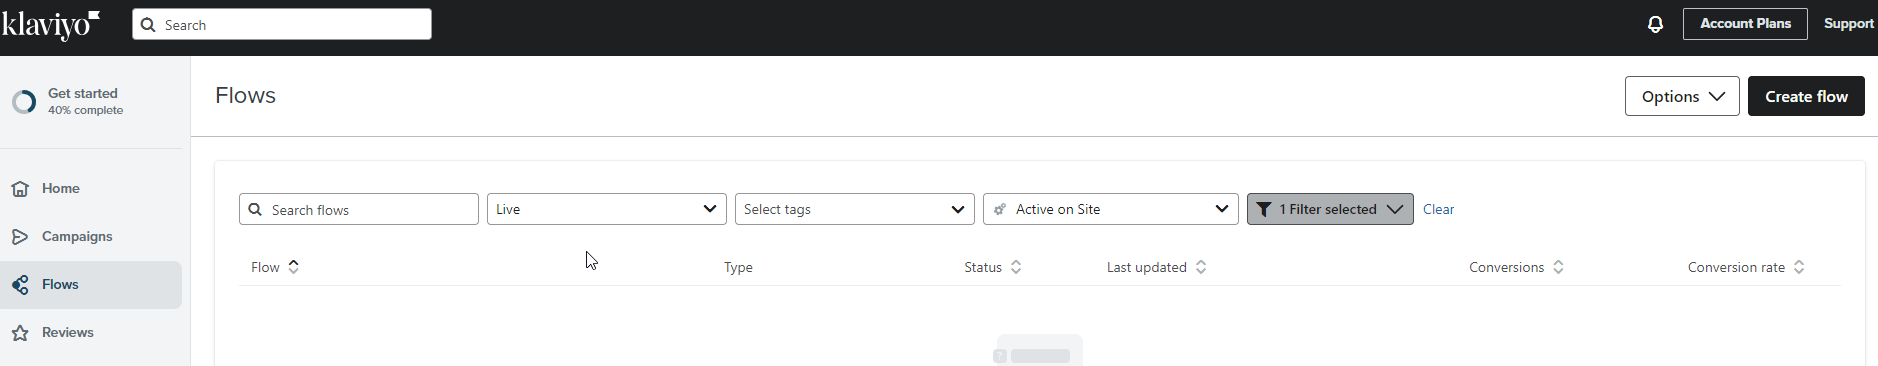 klaviyo
Search
Account Plans
Support
Get started
40% complete
Flows
Options
Create flow
Home
Campaigns
Flows
Reviews
Search flows
Live
Select tags
Active on Site
1 Filter selected
Clear
Flow
Type
Status
Last updated
Conversions
Conversion rate
?